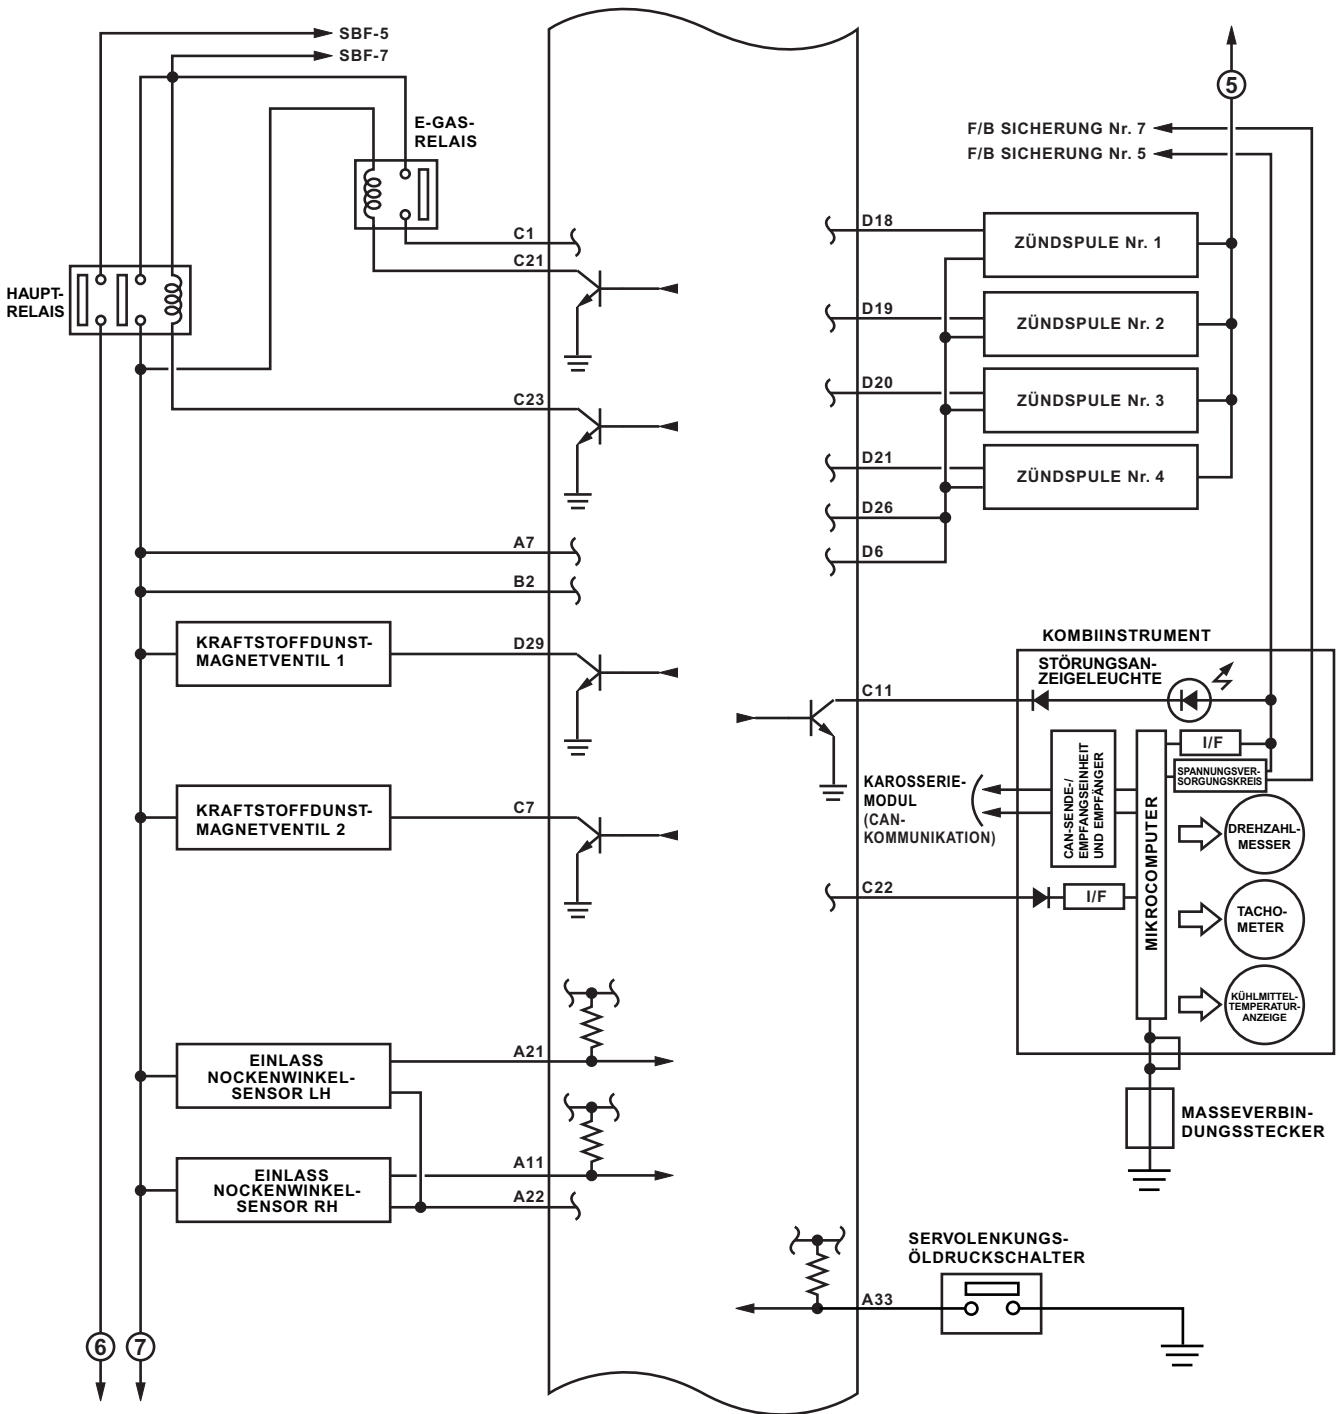 SBF-5
SBF-7
E-GAS-
RELAIS
C1
C21
HAUPT-
RELAIS
C23
A7
B2
KRAFTSTOFFDUNST-
MAGNETVENTIL 1
D29
KRAFTSTOFFDUNST-
MAGNETVENTIL 2
C7
EINLASS
NOCKENWINKEL-
SENSOR LH
A21
EINLASS
NOCKENWINKEL-
SENSOR RH
A11
A22
6
7
5
F/B SICHERUNG Nr. 7
F/B SICHERUNG Nr. 5
D18
ZÜNDSPULE Nr. 1
D19
ZÜNDSPULE Nr. 2
D20
ZÜNDSPULE Nr. 3
D21
ZÜNDSPULE Nr. 4
D26
D6
KOMBIINSTRUMENT
STÖRUNGSAN-
ZEIGELEUCHTE
C11
I/F
SPANNUNGSVER-
SORGUNGSKREIS
KAROSSERIE-
MODUL
(CAN-
KOMMUNIKATION)
CAN-SENDE-/
EMPFANGSEINHEIT
UND EMPFÄNGER
MIKROCOMPUTER
DREHZAHL-
MESSER
C22
I/F
TACHO-
METER
KÜHLMITTEL-
TEMPERATUR-
ANZEIGE
MASSEVERBIN-
DUNGSSTECKER
SERVOLENKUNGS-
ÖLDRUCKSCHALTER
A33